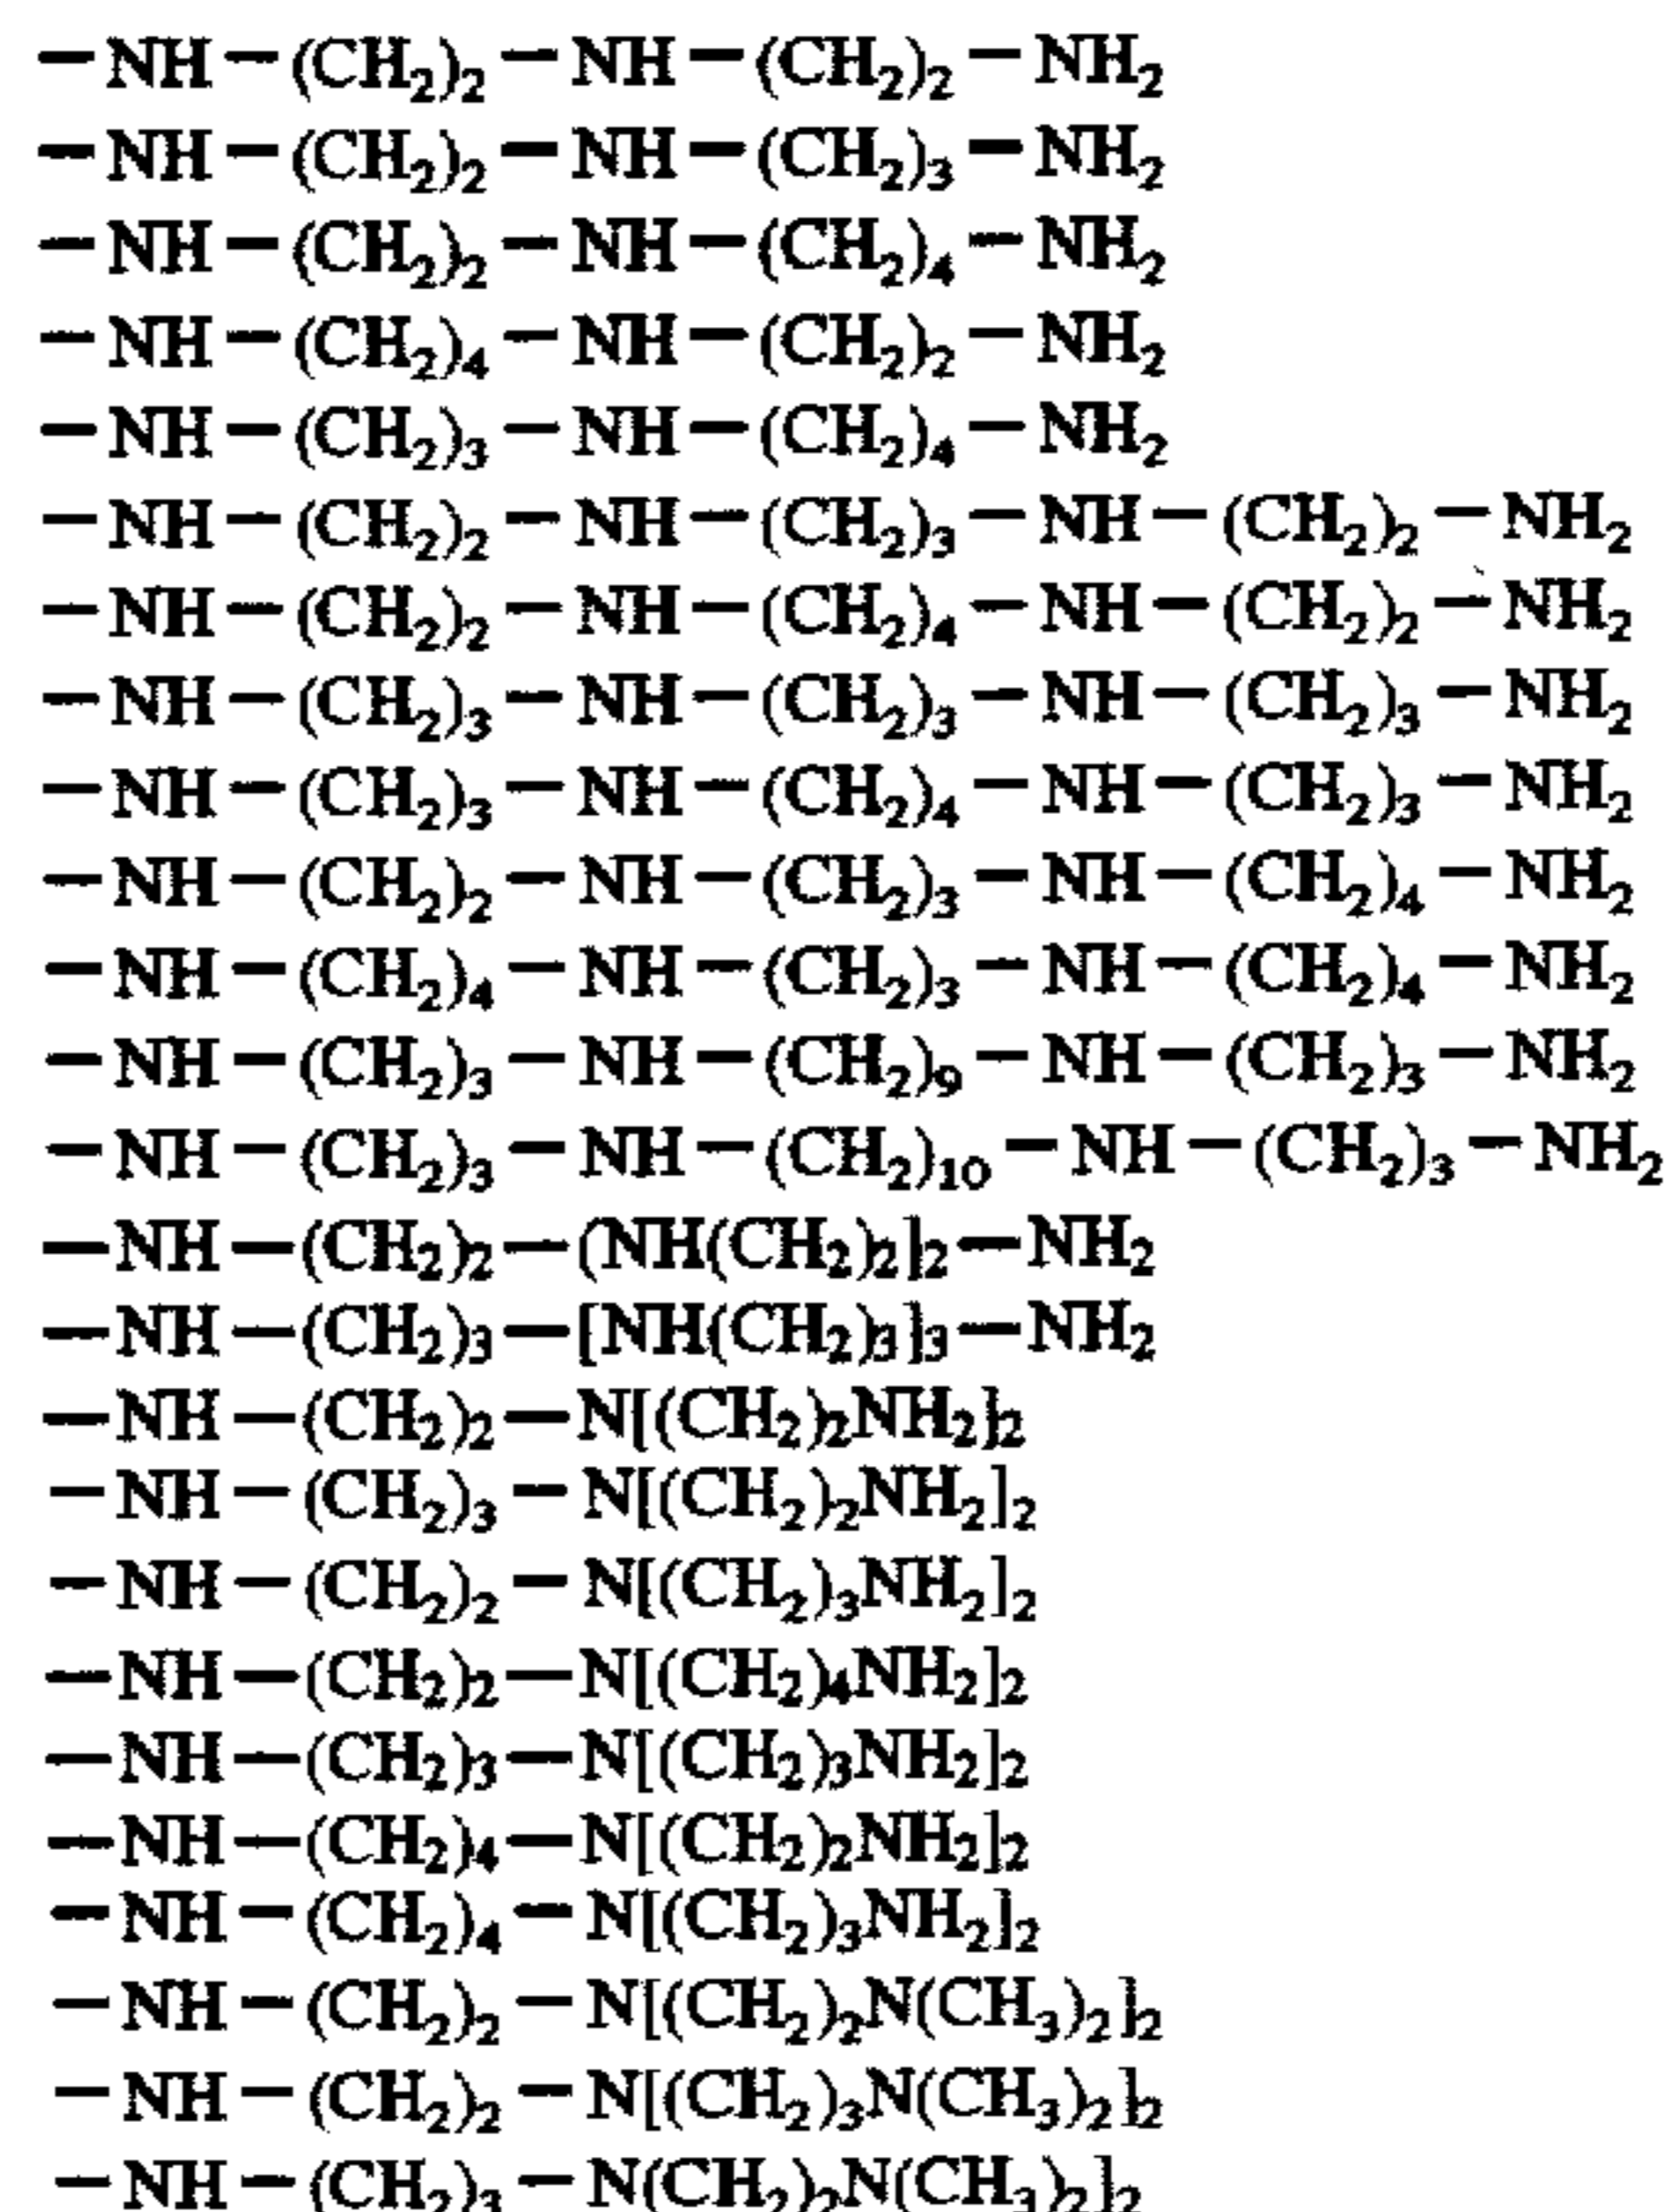 —NH—(CH₂)₂—NH—(CH₂)₂—NH₂
—NH—(CH₂)₂—NH—(CH₂)₃—NH₂
—NH—(CH₂)₂—NH—(CH₂)₄—NH₂
—NH—(CH₂)₄—NH—(CH₂)₂—NH₂
—NH—(CH₂)₃—NH—(CH₂)₄—NH₂
—NH—(CH₂)₂—NH—(CH₂)₃—NH—(CH₂)₂—NH₂
—NH—(CH₂)₂—NH—(CH₂)₄—NH—(CH₂)₂—NH₂
—NH—(CH₂)₃—NH—(CH₂)₃—NH—(CH₂)₃—NH₂
—NH—(CH₂)₃—NH—(CH₂)₄—NH—(CH₂)₃—NH₂
—NH—(CH₂)₂—NH—(CH₂)₃—NH—(CH₂)₄—NH₂
—NH—(CH₂)₄—NH—(CH₂)₃—NH—(CH₂)₄—NH₂
—NH—(CH₂)₃—NH—(CH₂)₉—NH—(CH₂)₃—NH₂
—NH—(CH₂)₃—NH—(CH₂)₁₀—NH—(CH₂)₃—NH₂
—NH—(CH₂)₂—(NH(CH₂)₂]₂—NH₂
—NH—(CH₂)₃—[NH(CH₂)₃]₃—NH₂
—NH—(CH₂)₂—N[(CH₂)₂NH₂]₂
—NH—(CH₂)₃—N[(CH₂)₂NH₂]₂
—NH—(CH₂)₂—N[(CH₂)₃NH₂]₂
—NH—(CH₂)₂—N[(CH₂)₄NH₂]₂
—NH—(CH₂)₃—N[(CH₂)₃NH₂]₂
—NH—(CH₂)₄—N[(CH₂)₂NH₂]₂
—NH—(CH₂)₄—N[(CH₂)₃NH₂]₂
—NH—(CH₂)₂—N[(CH₂)₂N(CH₃)₂]₂
—NH—(CH₂)₂—N[(CH₂)₃N(CH₃)₂]₂
—NH—(CH₂)₃—N(CH₂)₂N(CH₃)₂]₂